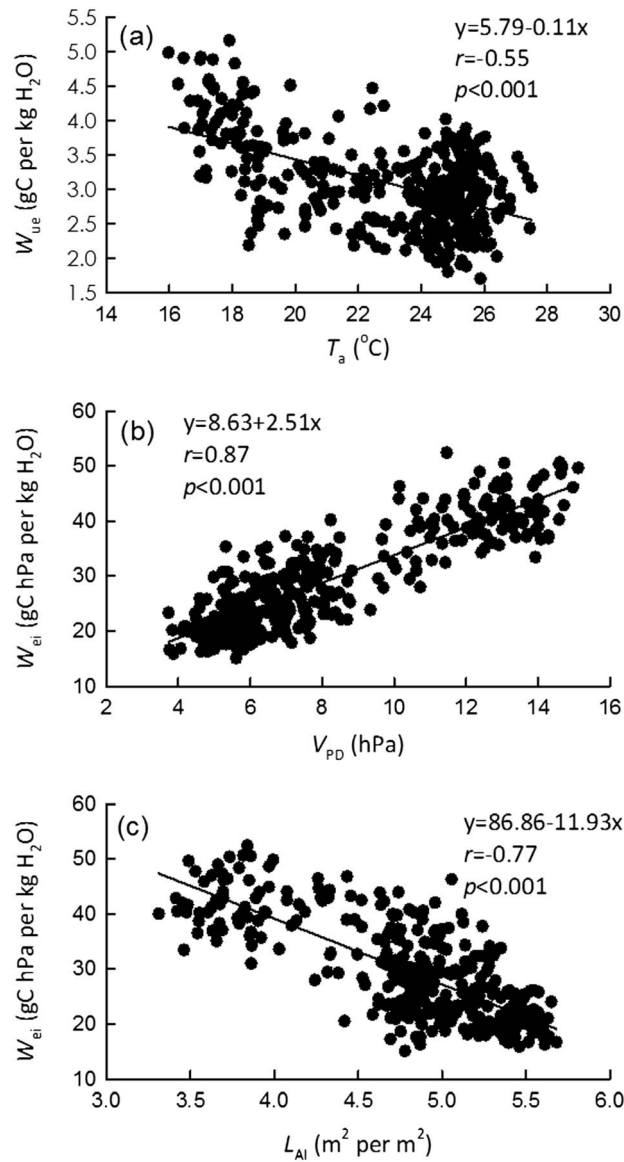 (a)
y=5.79-0.11x
r=-0.55
p<0.001
5.5
5.0
4.5
4.0
3.5
3.0
2.5
2.0
1.5
Wue (gC per kg H2O)
14 16 18 20 22 24 26 28 30
Ta (°C)
(b)
y=8.63+2.51x
r=0.87
p<0.001
60
50
40
30
20
10
Wei (gC hPa per kg H2O)
2 4 6 8 10 12 14 16
VPD (hPa)
(c)
y=86.86-11.93x
r=-0.77
p<0.001
60
50
40
30
20
10
Wei (gC hPa per kg H2O)
3.0 3.5 4.0 4.5 5.0 5.5 6.0
LAI (m2 per m2)